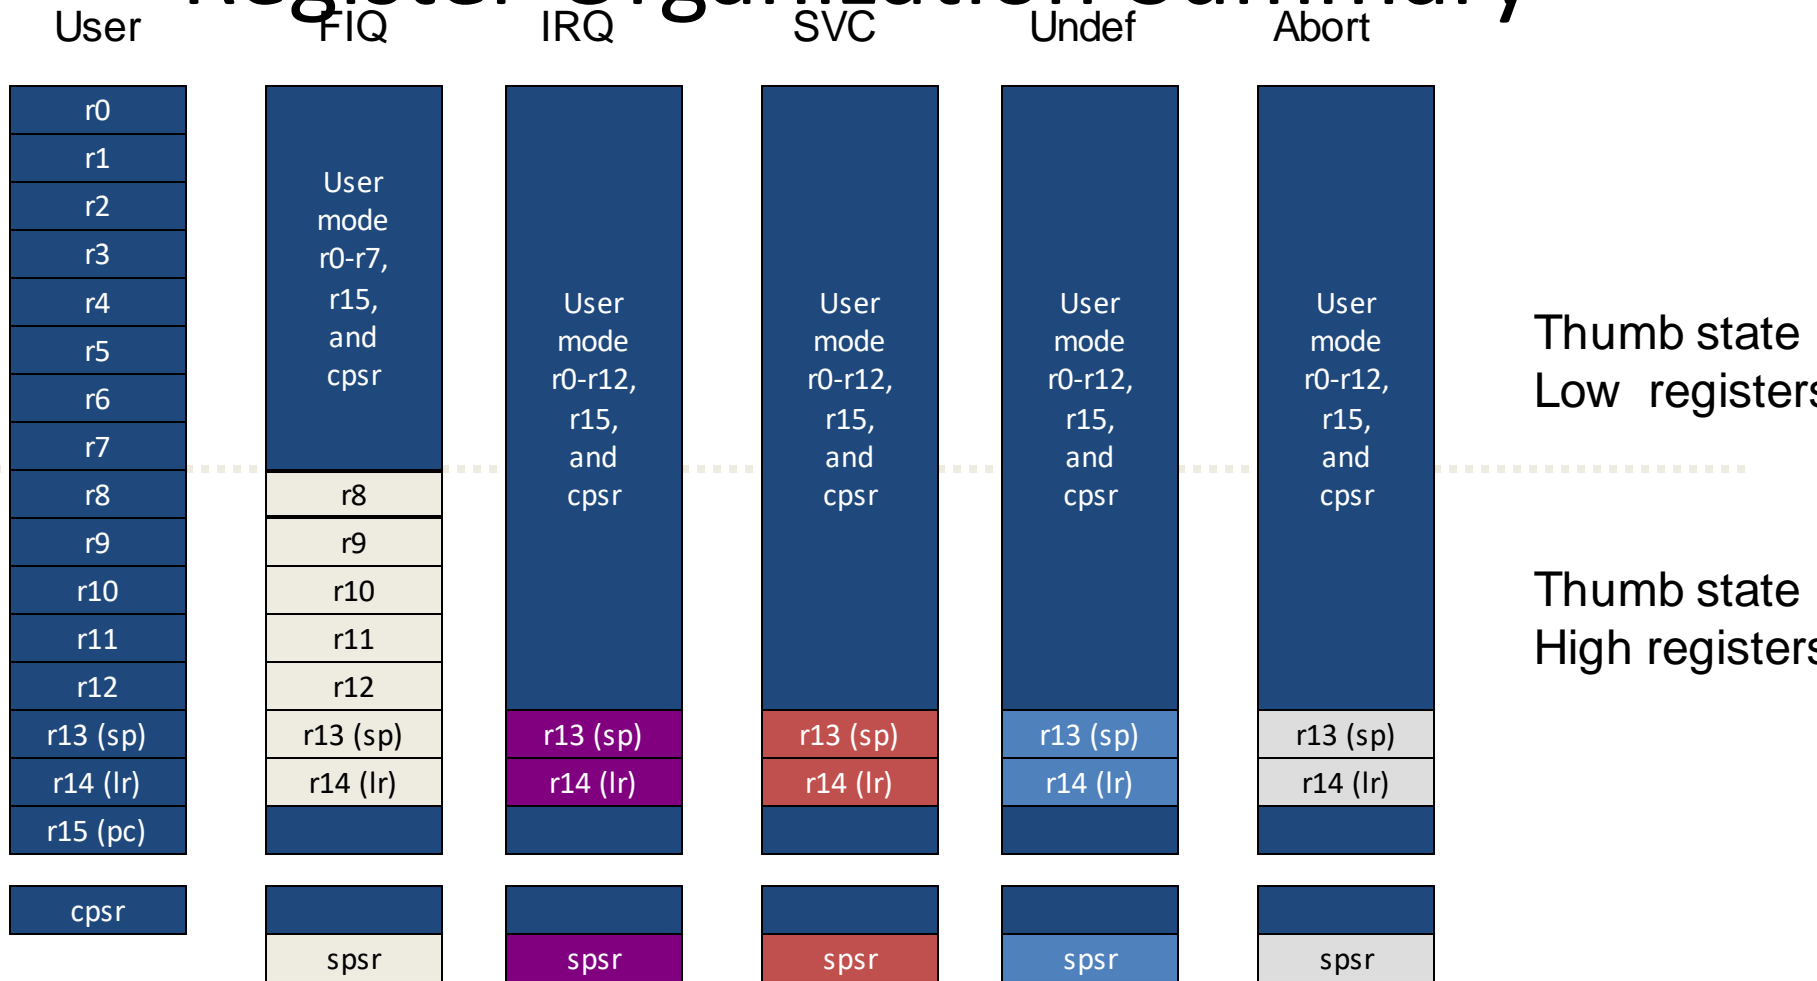 Register Organization Summary
User
FIQ
IRQ
SVC
Undef
Abort
r0
r1
r2
r3
r4
r5
r6
r7
r8
r9
r10
r11
r12
r13 (sp)
r14 (lr)
r15 (pc)
cpsr
User
mode
r0-r7,
r15,
and
cpsr
r8
r9
r10
r11
r12
r13 (sp)
r14 (lr)
spsr
User
mode
r0-r12,
r15,
and
cpsr
r13 (sp)
r14 (lr)
spsr
User
mode
r0-r12,
r15,
and
cpsr
r13 (sp)
r14 (lr)
spsr
User
mode
r0-r12,
r15,
and
cpsr
r13 (sp)
r14 (lr)
spsr
User
mode
r0-r12,
r15,
and
cpsr
r13 (sp)
r14 (lr)
spsr
Thumb state
Low registers
Thumb state
High registers